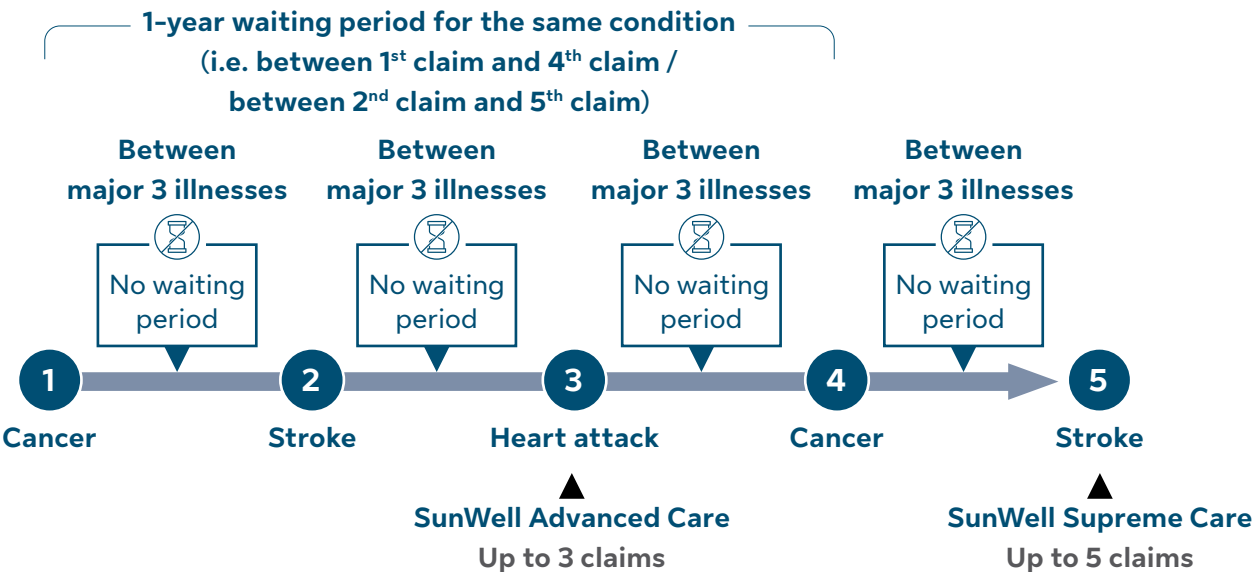 1-year waiting period for the same condition
(i.e. between 1st claim and 4th claim /
between 2nd claim and 5th claim)
Between
major 3 illnesses
No waiting
period
Between
major 3 illnesses
No waiting
period
Between
major 3 illnesses
No waiting
period
Between
major 3 illnesses
No waiting
period
1
Cancer
2
Stroke
3
Heart attack
4
Cancer
5
Stroke
SunWell Advanced Care
Up to 3 claims
SunWell Supreme Care
Up to 5 claims